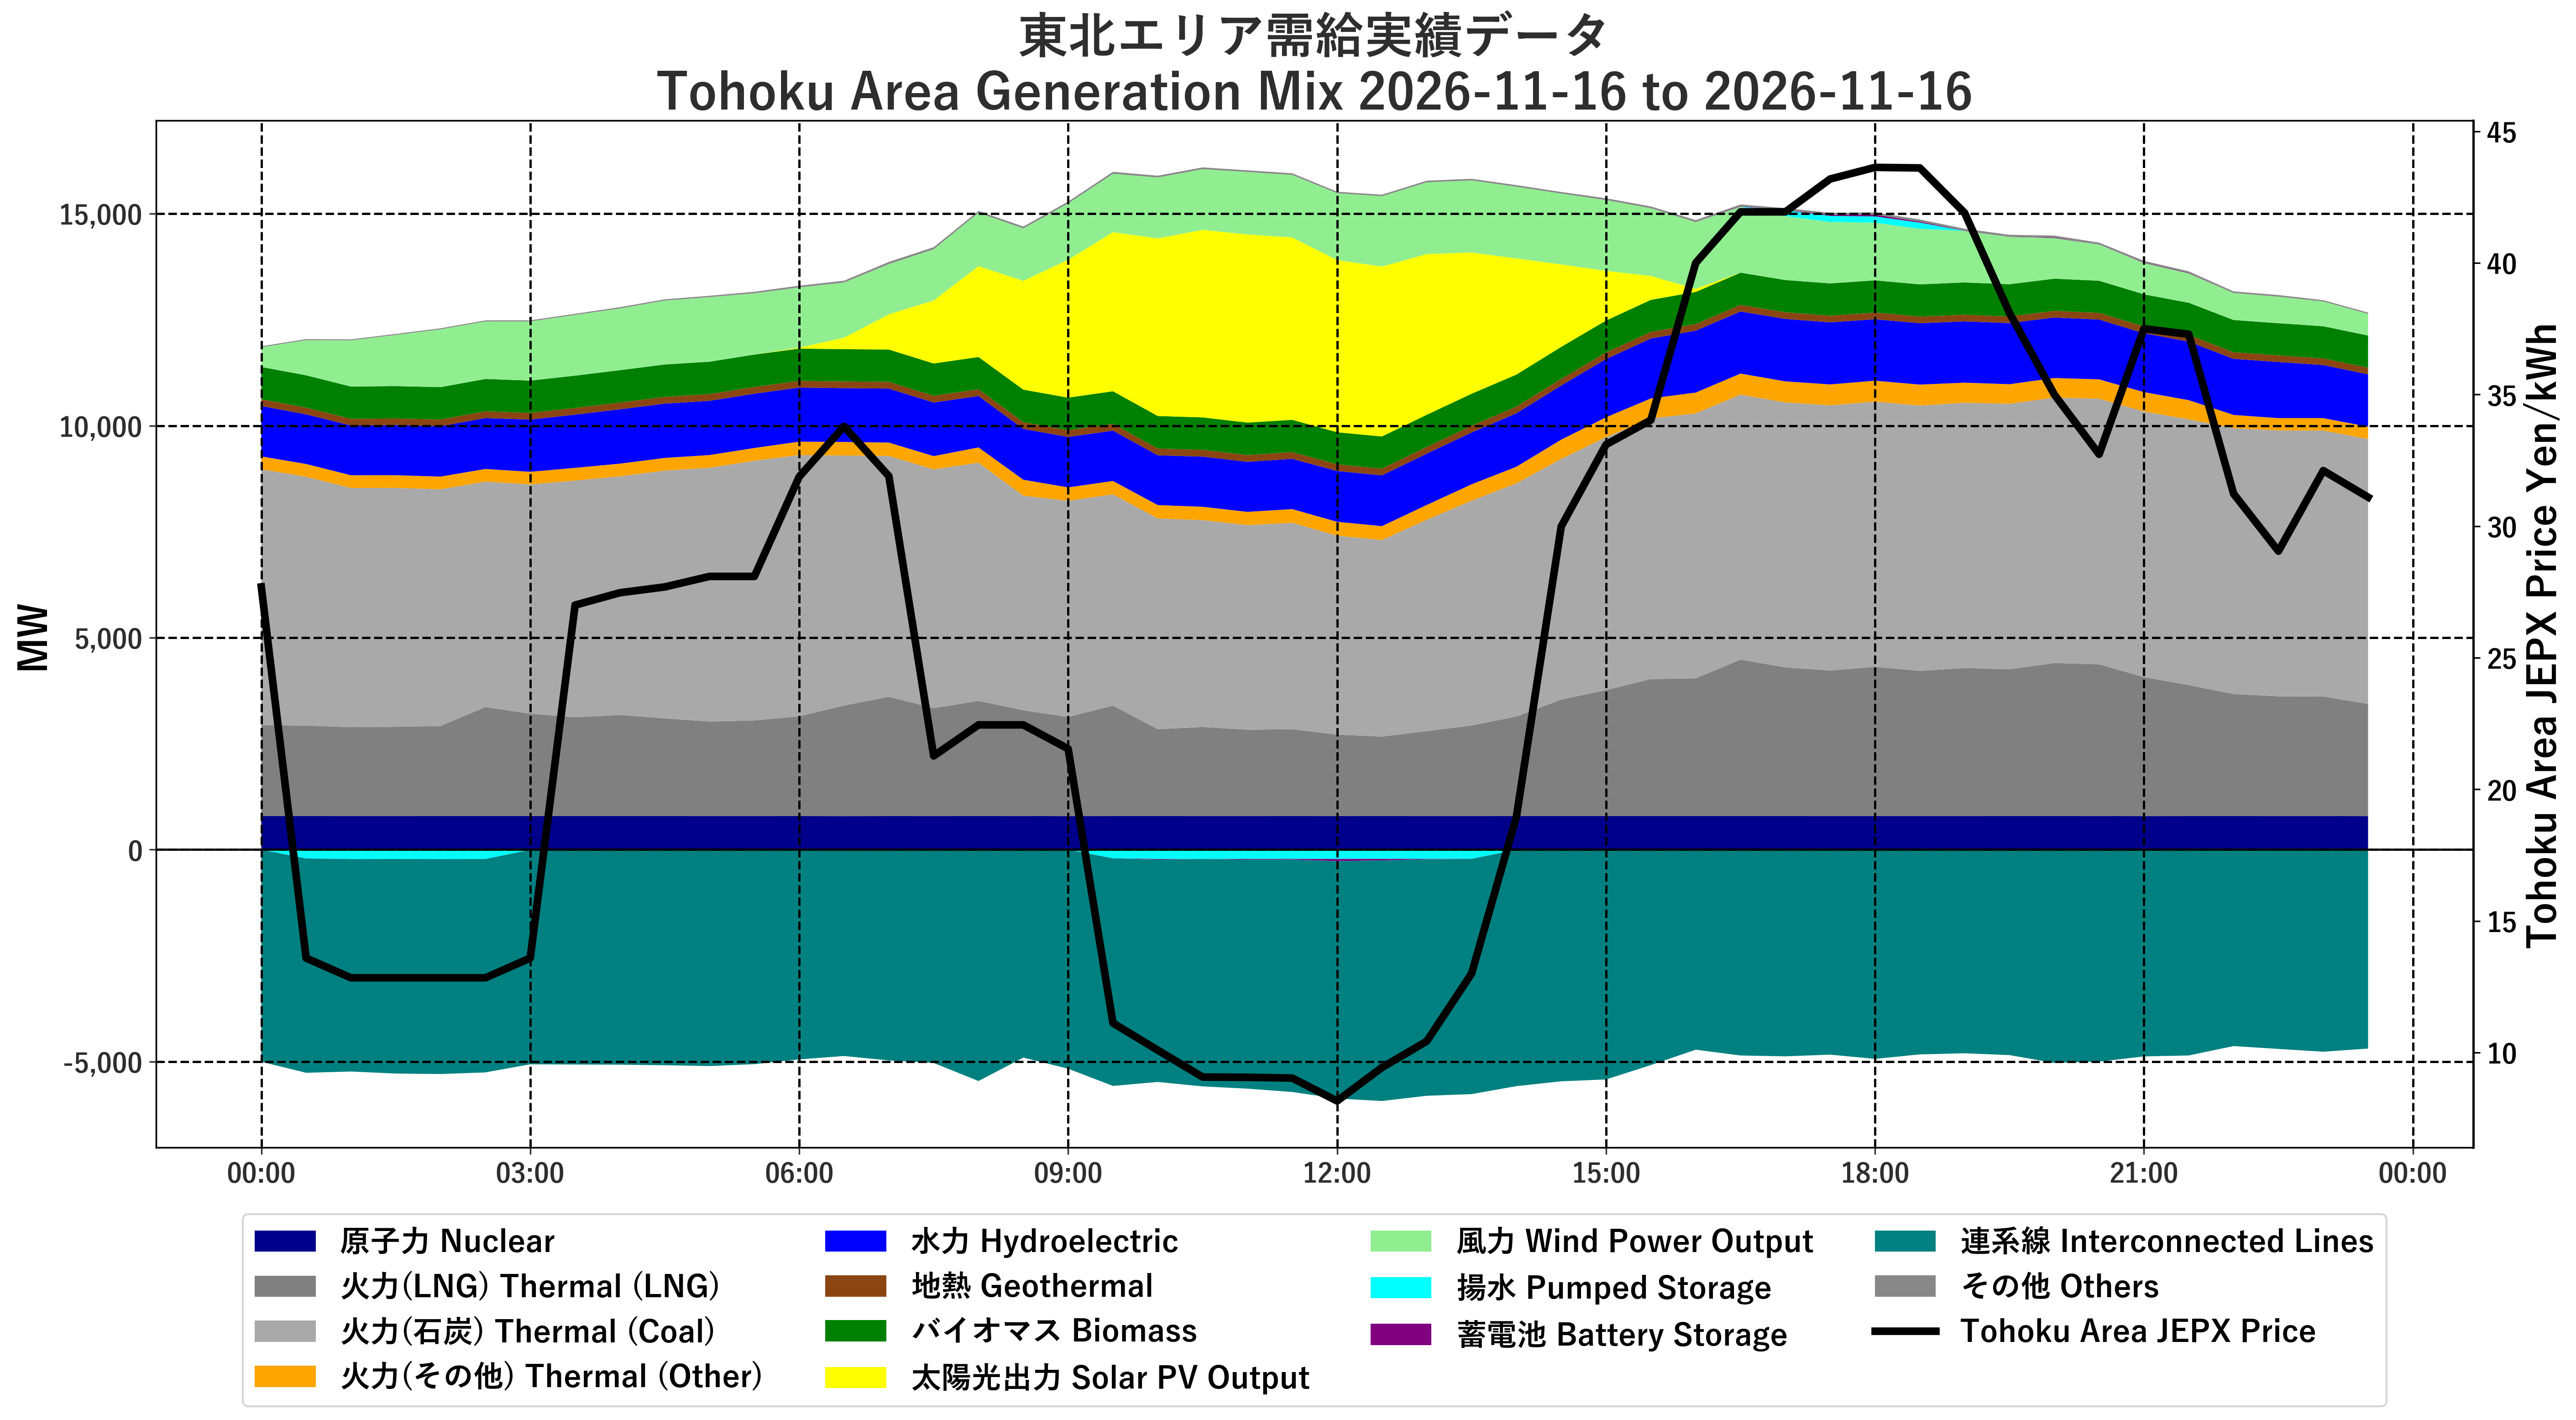 東北エリア需給実績データ
Tohoku Area Generation Mix 2026-11-16 to 2026-11-16
MW
15,000
10,000
5,000
0
-5,000
45
40
35
30
25
20
15
10
Tohoku Area JEPX Price Yen/kWh
00:00 03:00 06:00 09:00 12:00 15:00 18:00 21:00 00:00
原子力 Nuclear
火力(LNG) Thermal (LNG)
火力(石炭) Thermal (Coal)
火力(その他) Thermal (Other)
水力 Hydroelectric
地熱 Geothermal
バイオマス Biomass
太陽光出力 Solar PV Output
風力 Wind Power Output
揚水 Pumped Storage
蓄電池 Battery Storage
連系線 Interconnected Lines
その他 Others
Tohoku Area JEPX Price